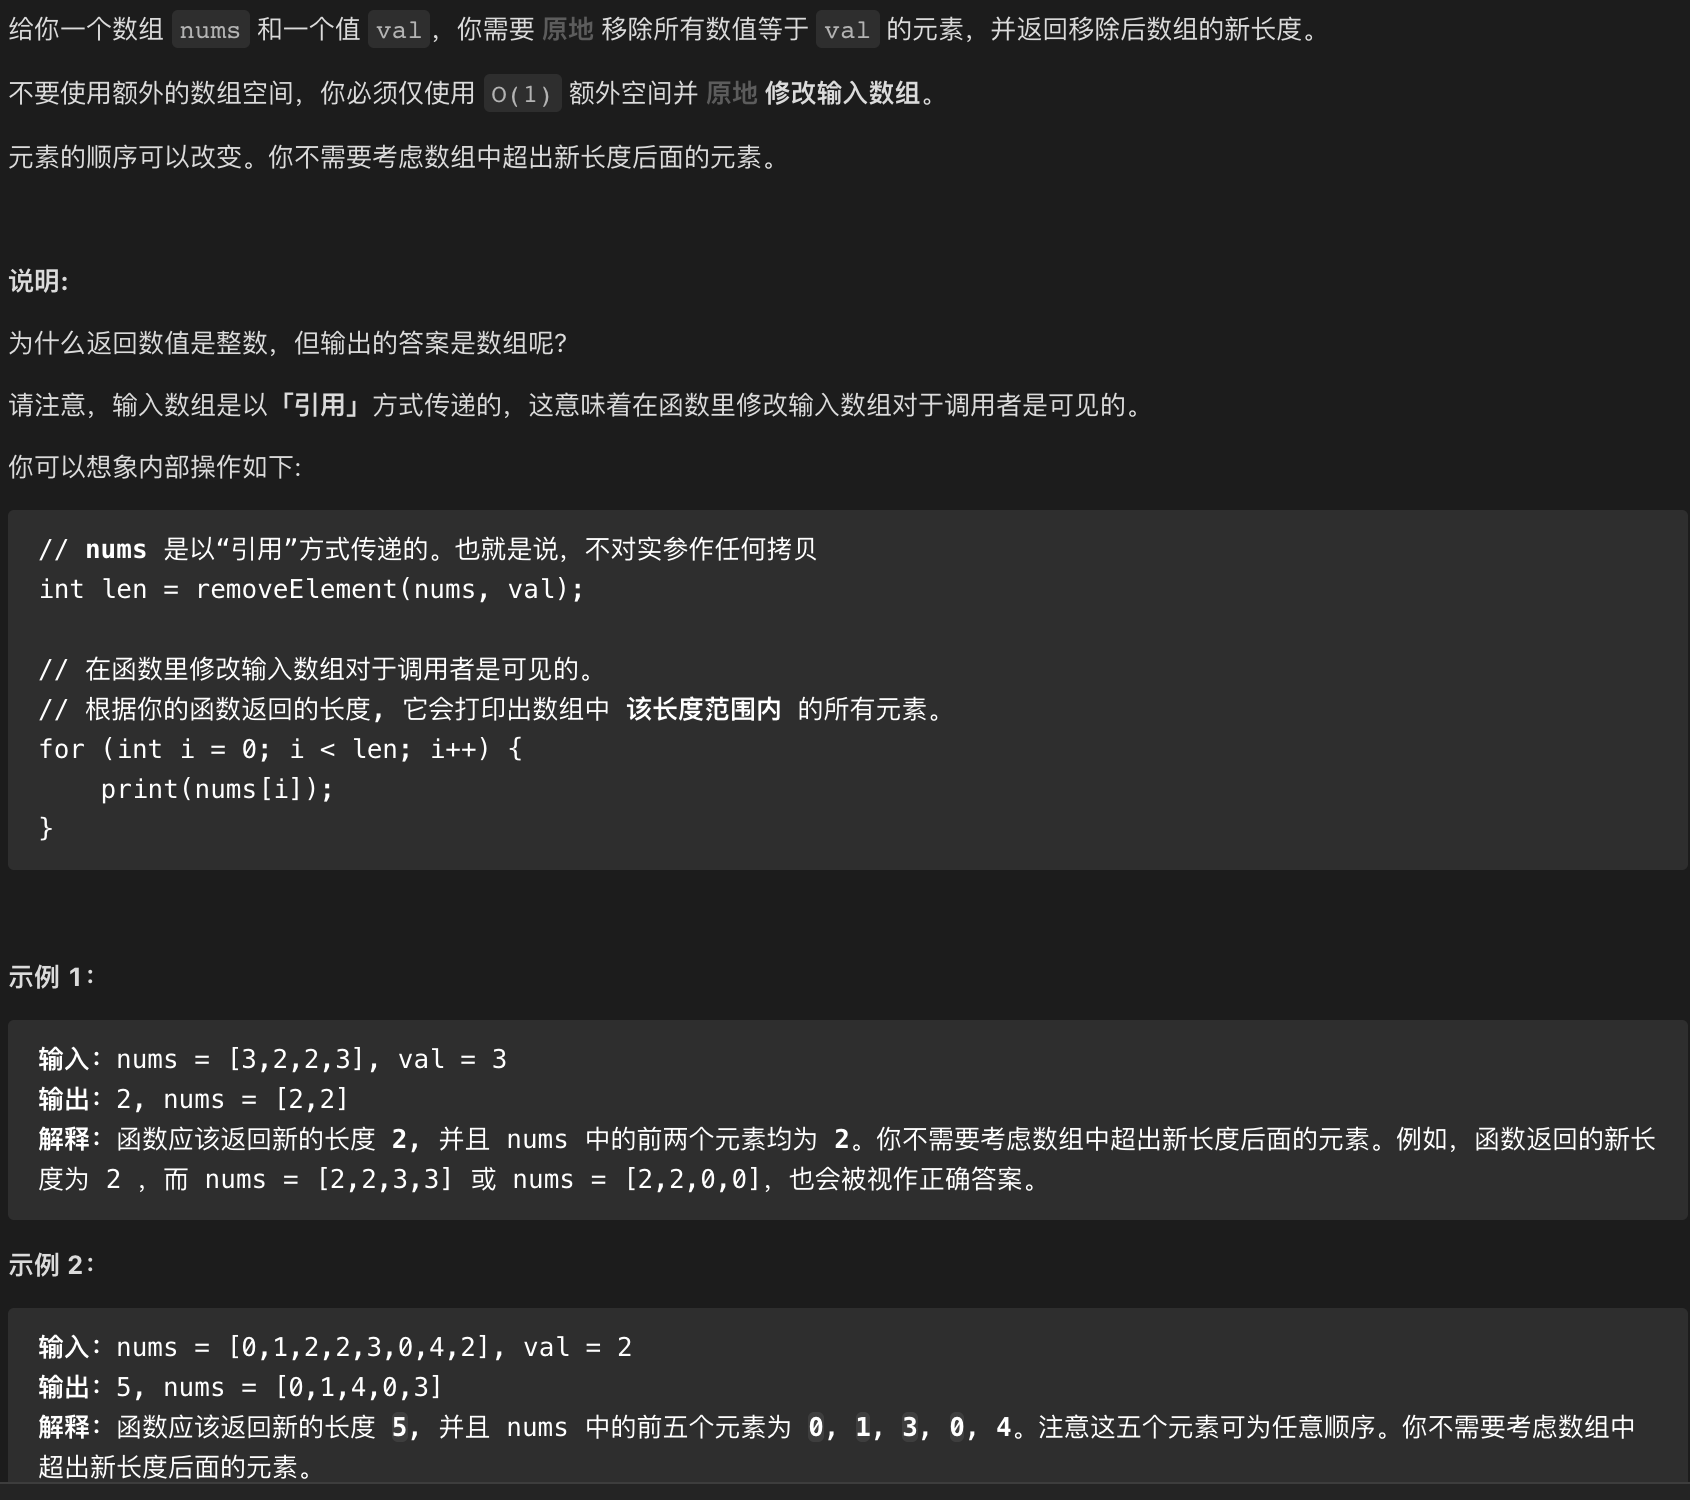 给你一个数组 nums 和一个值 val，你需要 原地 移除所有数值等于 val 的元素，并返回移除后数组的新长度。
不要使用额外的数组空间，你必须仅使用 O(1) 额外空间并 原地 修改输入数组。
元素的顺序可以改变。你不需要考虑数组中超出新长度后面的元素。
说明:
为什么返回数值是整数，但输出的答案是数组呢?
请注意，输入数组是以「引用」方式传递的，这意味着在函数里修改输入数组对于调用者是可见的。
你可以想象内部操作如下:
// nums 是以“引用”方式传递的。也就是说，不对实参作任何拷贝
int len = removeElement(nums, val);
// 在函数里修改输入数组对于调用者是可见的。
// 根据你的函数返回的长度, 它会打印出数组中 该长度范围内 的所有元素。
for (int i = 0; i < len; i++) {
    print(nums[i]);
}
示例 1：
输入：nums = [3,2,2,3], val = 3
输出：2, nums = [2,2]
解释：函数应该返回新的长度 2, 并且 nums 中的前两个元素均为 2。你不需要考虑数组中超出新长度后面的元素。例如，函数返回的新长
度为 2 ，而 nums = [2,2,3,3] 或 nums = [2,2,0,0]，也会被视作正确答案。
示例 2：
输入：nums = [0,1,2,2,3,0,4,2], val = 2
输出：5, nums = [0,1,4,0,3]
解释：函数应该返回新的长度 5, 并且 nums 中的前五个元素为 0, 1, 3, 0, 4。注意这五个元素可为任意顺序。你不需要考虑数组中
超出新长度后面的元素。